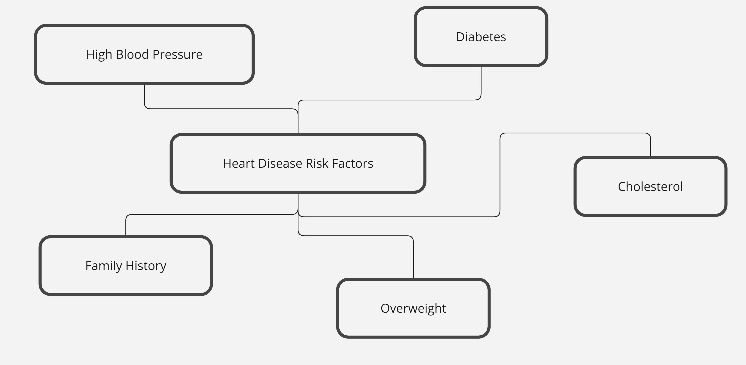 Diabetes
High Blood Pressure
Heart Disease Risk Factors
Cholesterol
Family History
Overweight